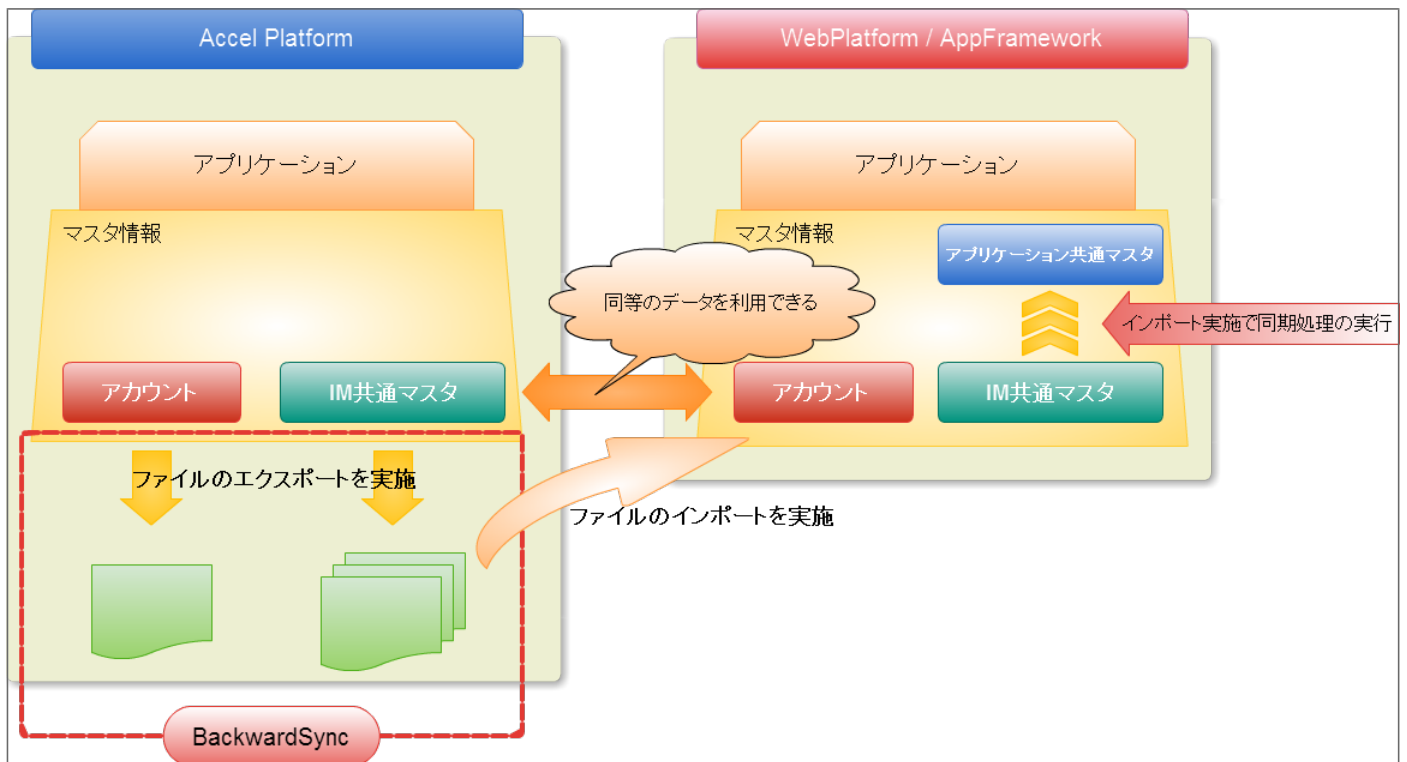 Accel Platform
WebPlatform / AppFramework
アプリケーション
アプリケーション
マスタ情報
マスタ情報
アプリケーション共通マスタ
同等のデータを利用できる
インポート実施で同期処理の実行
アカウント
IM共通マスタ
アカウント
IM共通マスタ
ファイルのエクスポートを実施
ファイルのインポートを実施
BackwardSync